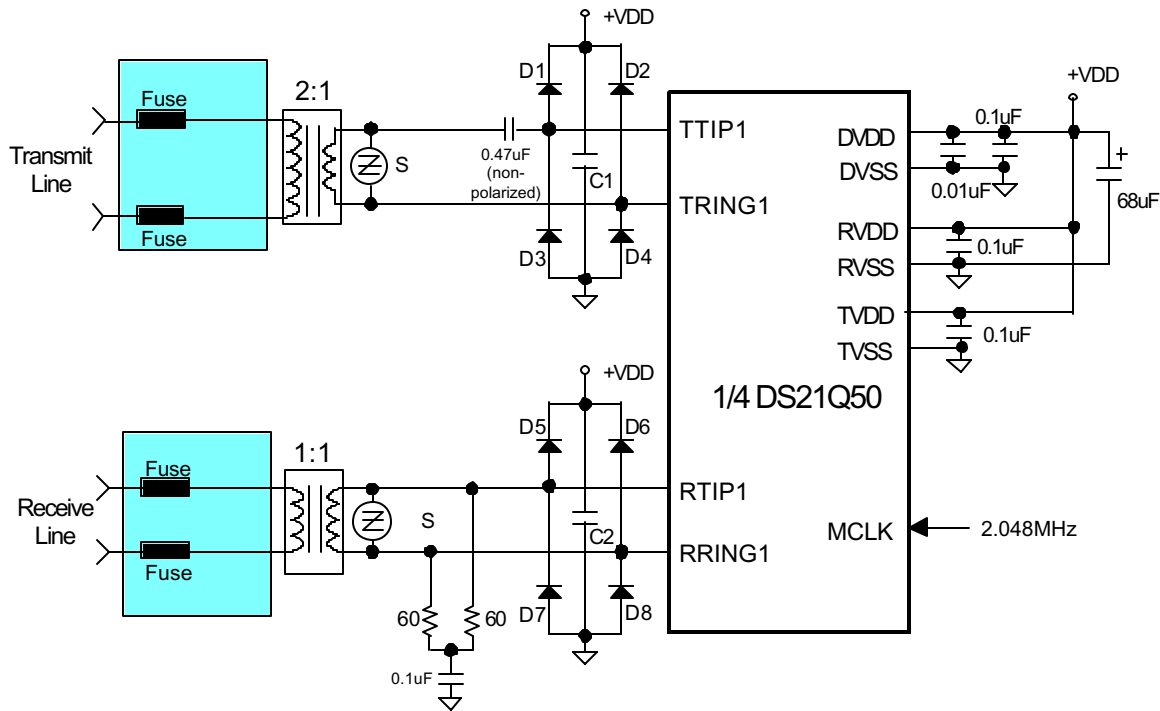 +VDD
D1
D2
2:1
Fuse
Transmit
Line
Fuse
S
0.47uF
(non-
polarized)
C1
D3
D4
TTIP1
TRING1
DVDD
DVSS
RVDD
RVSS
TVDD
TVSS
+VDD
0.1uF
0.01uF
+
68uF
0.1uF
0.1uF
1/4 DS21Q50
+VDD
D5
D6
1:1
Fuse
Receive
Line
Fuse
S
C2
D7
D8
RTIP1
RRING1
MCLK
2.048MHz
60
60
0.1uF